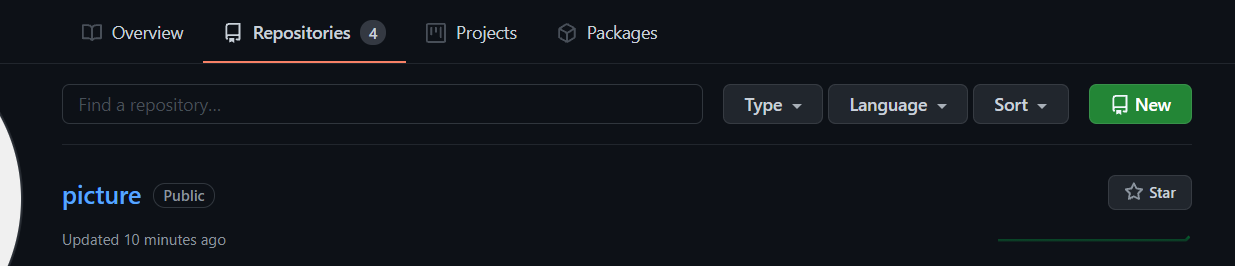 Overview Repositories 4 Projects Packages
Find a repository... Type Language Sort New
picture Public Star
Updated 10 minutes ago